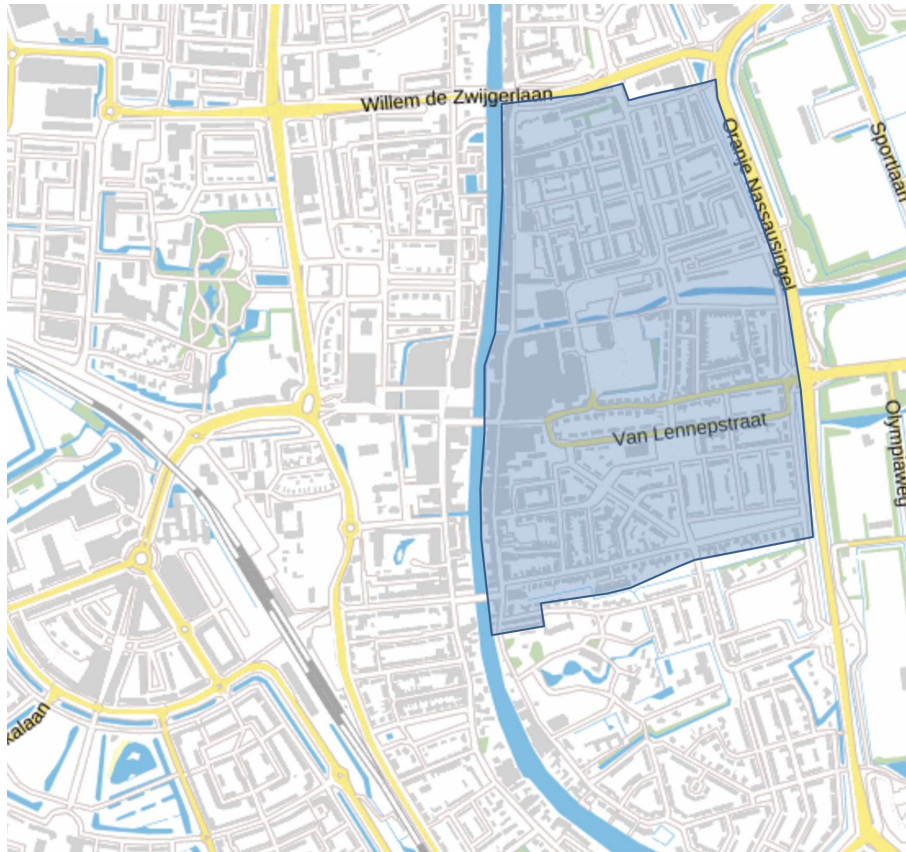 Willem de Zwijgerlaan
Oranje Nassausingel
Sportlaan
Van Lennepstraat
Olympiaweg
kalaan